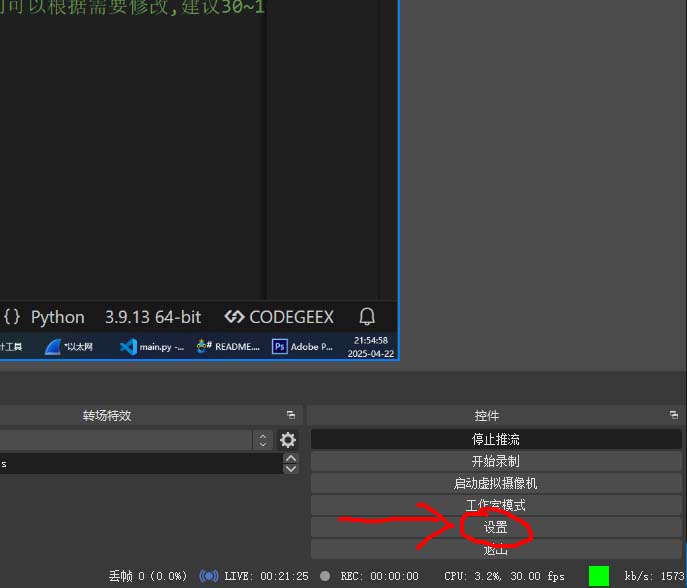 可以根据需要修改,建议30~1
{} Python 3.9.13 64-bit CODEGEEX
计工具 *以太网 main.py -... README.... Ps Adobe P... 21:54:58
2025-04-22
转场特效
控件
停止推流
s
开始录制
启动虚拟摄像机
工作室模式
设置
退出
丢帧 0 (0.0%) LIVE: 00:21:25 REC: 00:00:00 CPU: 3.2%, 30.00 fps kb/s: 1573